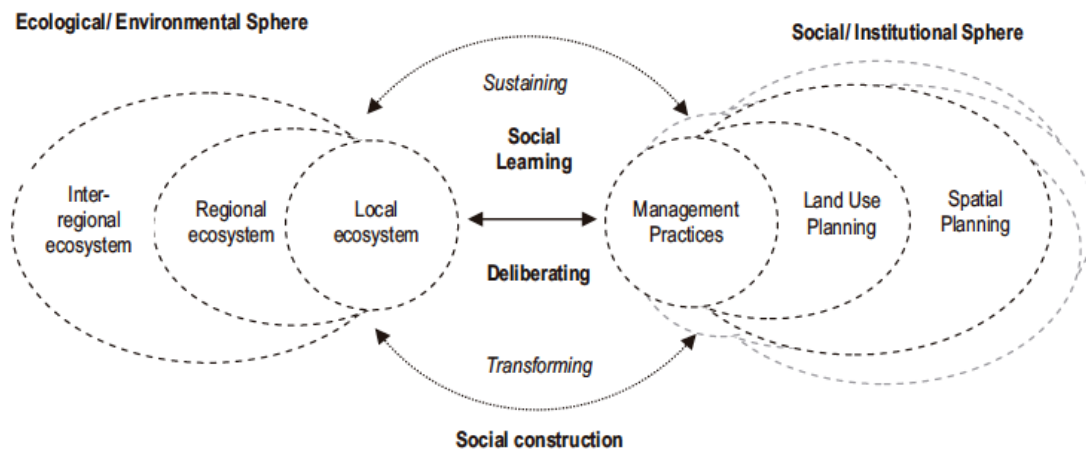 Ecological/ Environmental Sphere
Social/ Institutional Sphere
Sustaining
Social
Learning
Inter-
regional
ecosystem
Regional
ecosystem
Local
ecosystem
Management
Practices
Land Use
Planning
Spatial
Planning
Deliberating
Transforming
Social construction